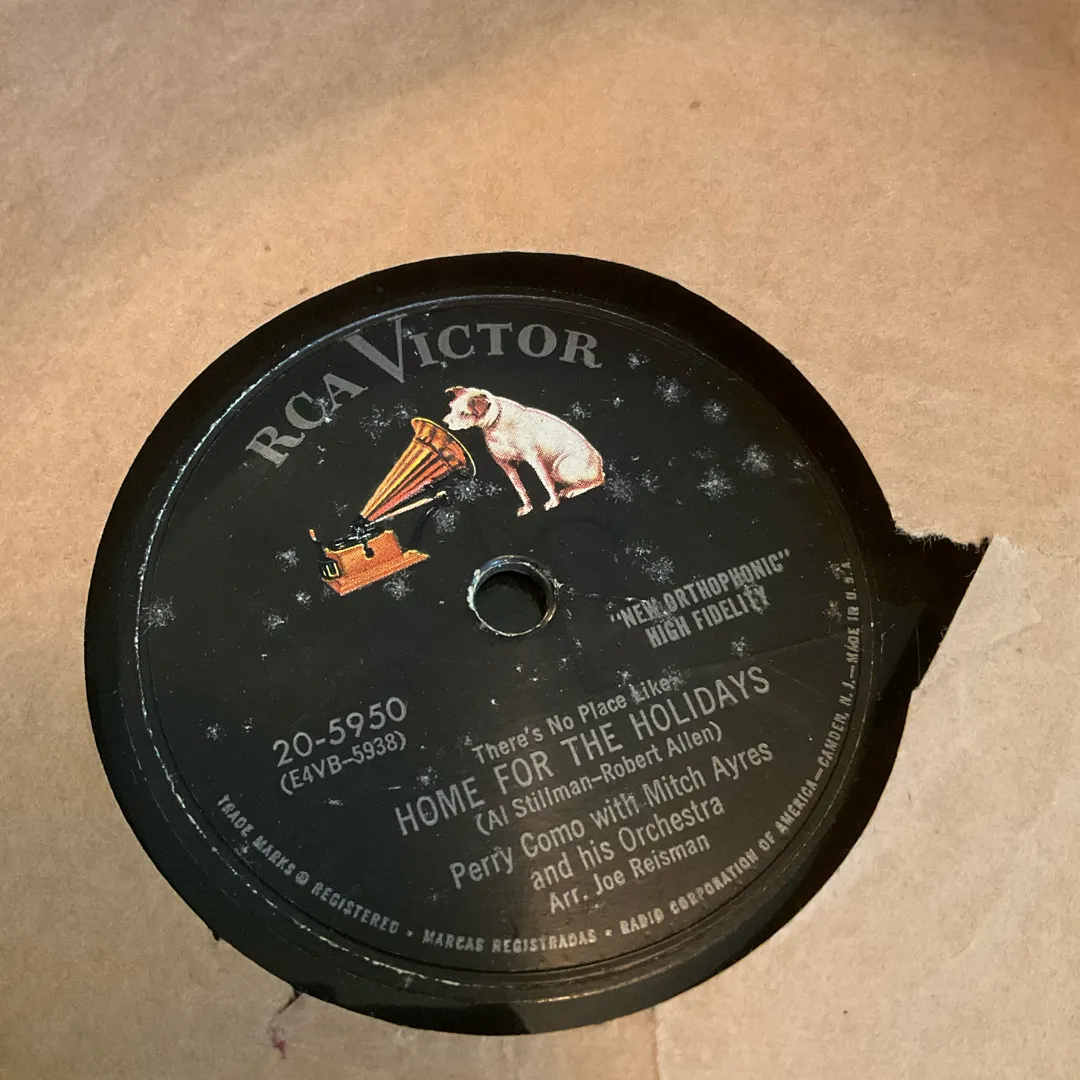 RCA VICTOR
"NEW ORTHOPHONIC"
HIGH FIDELITY
20-5950
(E4VB-5938)
There's No Place Like
HOME FOR THE HOLIDAYS
(Al Stillman-Robert Allen)
Perry Como with Mitch Ayres
and his Orchestra
Arr. Joe Reisman
TRADE MARKS ® REGISTERED • MARCAS REGISTRADAS • RADIO CORPORATION OF AMERICA—CAMDEN, N.J.—MADE IN U.S.A.